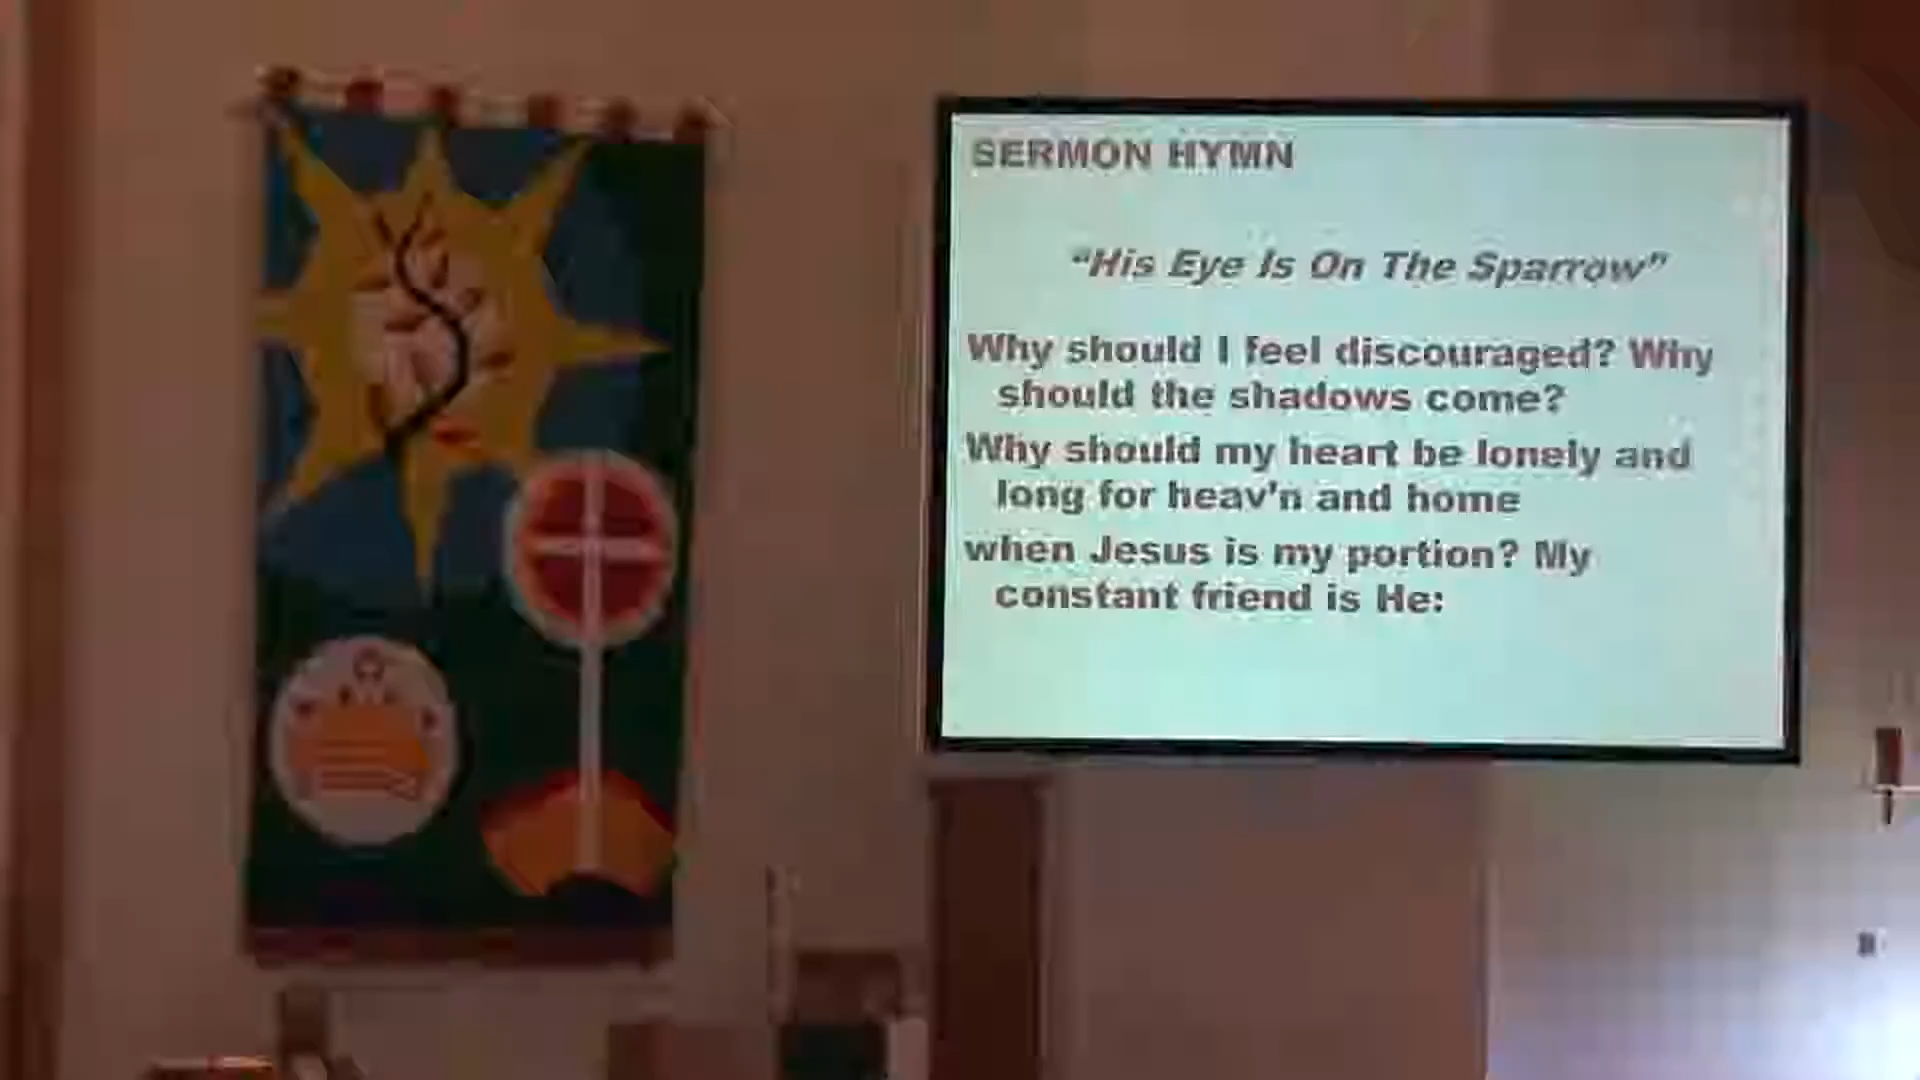 SERMON HYMN
“His Eye Is On The Sparrow”
Why should I feel discouraged? Why
should the shadows come?
Why should my heart be lonely and
long for heav'n and home
when Jesus is my portion? My
constant friend is He: